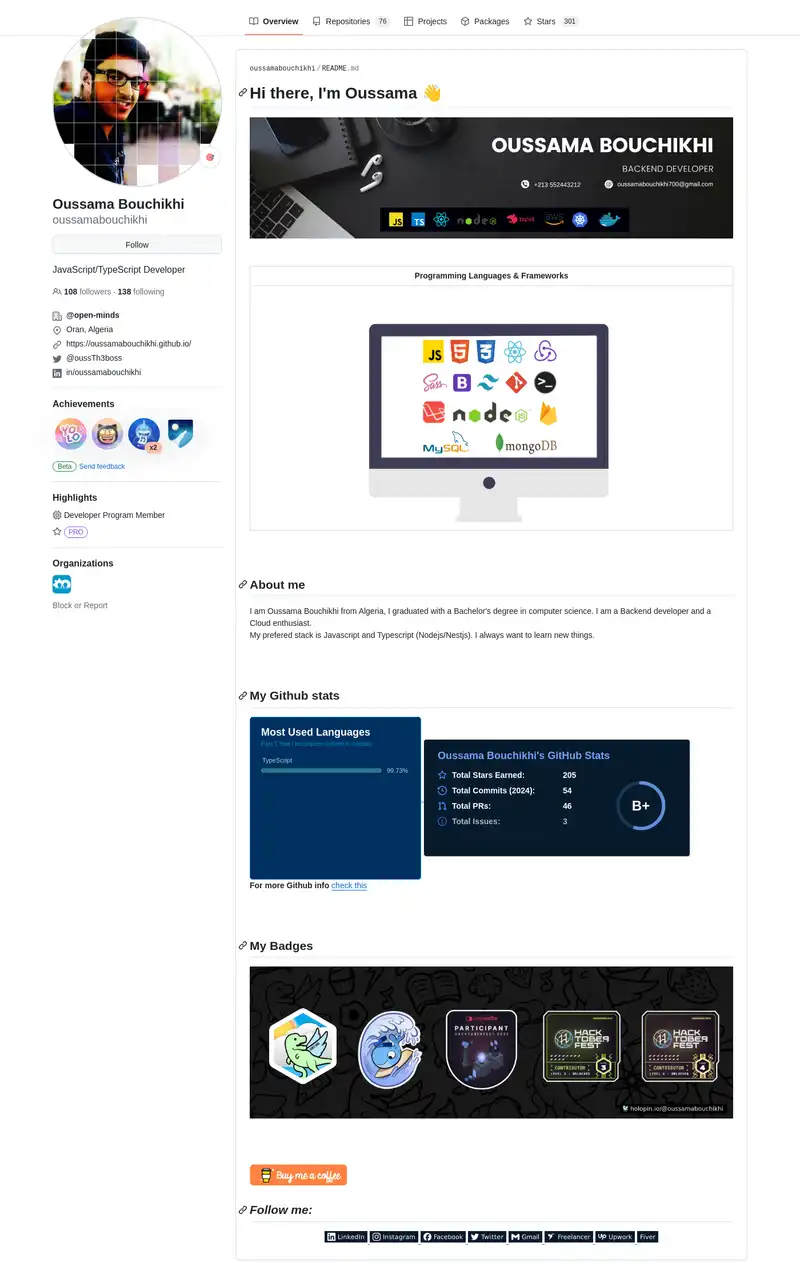 Overview
Repositories 76
Projects
Packages
Stars 301
Oussama Bouchikhi
oussamabouchikhi
Follow
JavaScript/TypeScript Developer
108 followers · 138 following
@open-minds
Oran, Algeria
https://oussamabouchikhi.github.io/
@oussTh3boss
in/oussamabouchikhi
Achievements
YOLO
x2
Beta Send feedback
Highlights
Developer Program Member
PRO
Organizations
Block or Report
oussamabouchikhi/README.md
Hi there, I'm Oussama 👋
OUSSAMA BOUCHIKHI
BACKEND DEVELOPER
+213 552443212
oussamabouchikhi700@gmail.com
JS TS node nest aws
Programming Languages & Frameworks
JS
Sass B
node
MySQL mongoDB
About me
I am Oussama Bouchikhi from Algeria, I graduated with a Bachelor's degree in computer science. I am a Backend developer and a
Cloud enthusiast.
My prefered stack is Javascript and Typescript (Nodejs/Nestjs). I always want to learn new things.
My Github stats
Most Used Languages
TypeScript
99.73%
Oussama Bouchikhi's GitHub Stats
Total Stars Earned: 205
Total Commits (2024): 54
Total PRs: 46
Total Issues: 3
B+
For more Github info check this
My Badges
PARTICIPANT
HACKTOBERFEST 2023
HACK
TOBER
FEST
CONTRIBUTOR
3
HACK
TOBER
FEST
CONTRIBUTOR
4
holopin.io/@oussamabouchikhi
Buy me a coffee
Follow me:
LinkedIn Instagram Facebook Twitter Gmail Freelancer Upwork Fiver